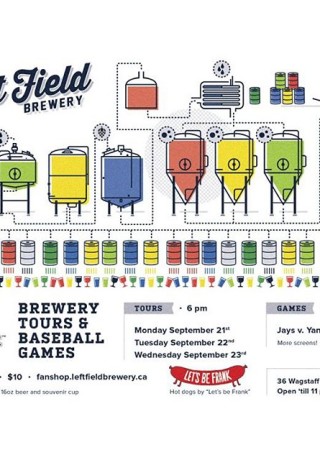 t Field
BREWERY
BREWERY
TOURS &
BASEBALL
GAMES
• $10 • fanshop.leftfieldbrewery.ca
16oz beer and souvenir cup
TOURS • 6 pm
Monday September 21st
Tuesday September 22nd
Wednesday September 23rd
LET'S BE FRANK
Hot dogs by "Let's be Frank"
GAMES
Jays v. Yan
More screens!
36 Wagstaff
Open 'till 11